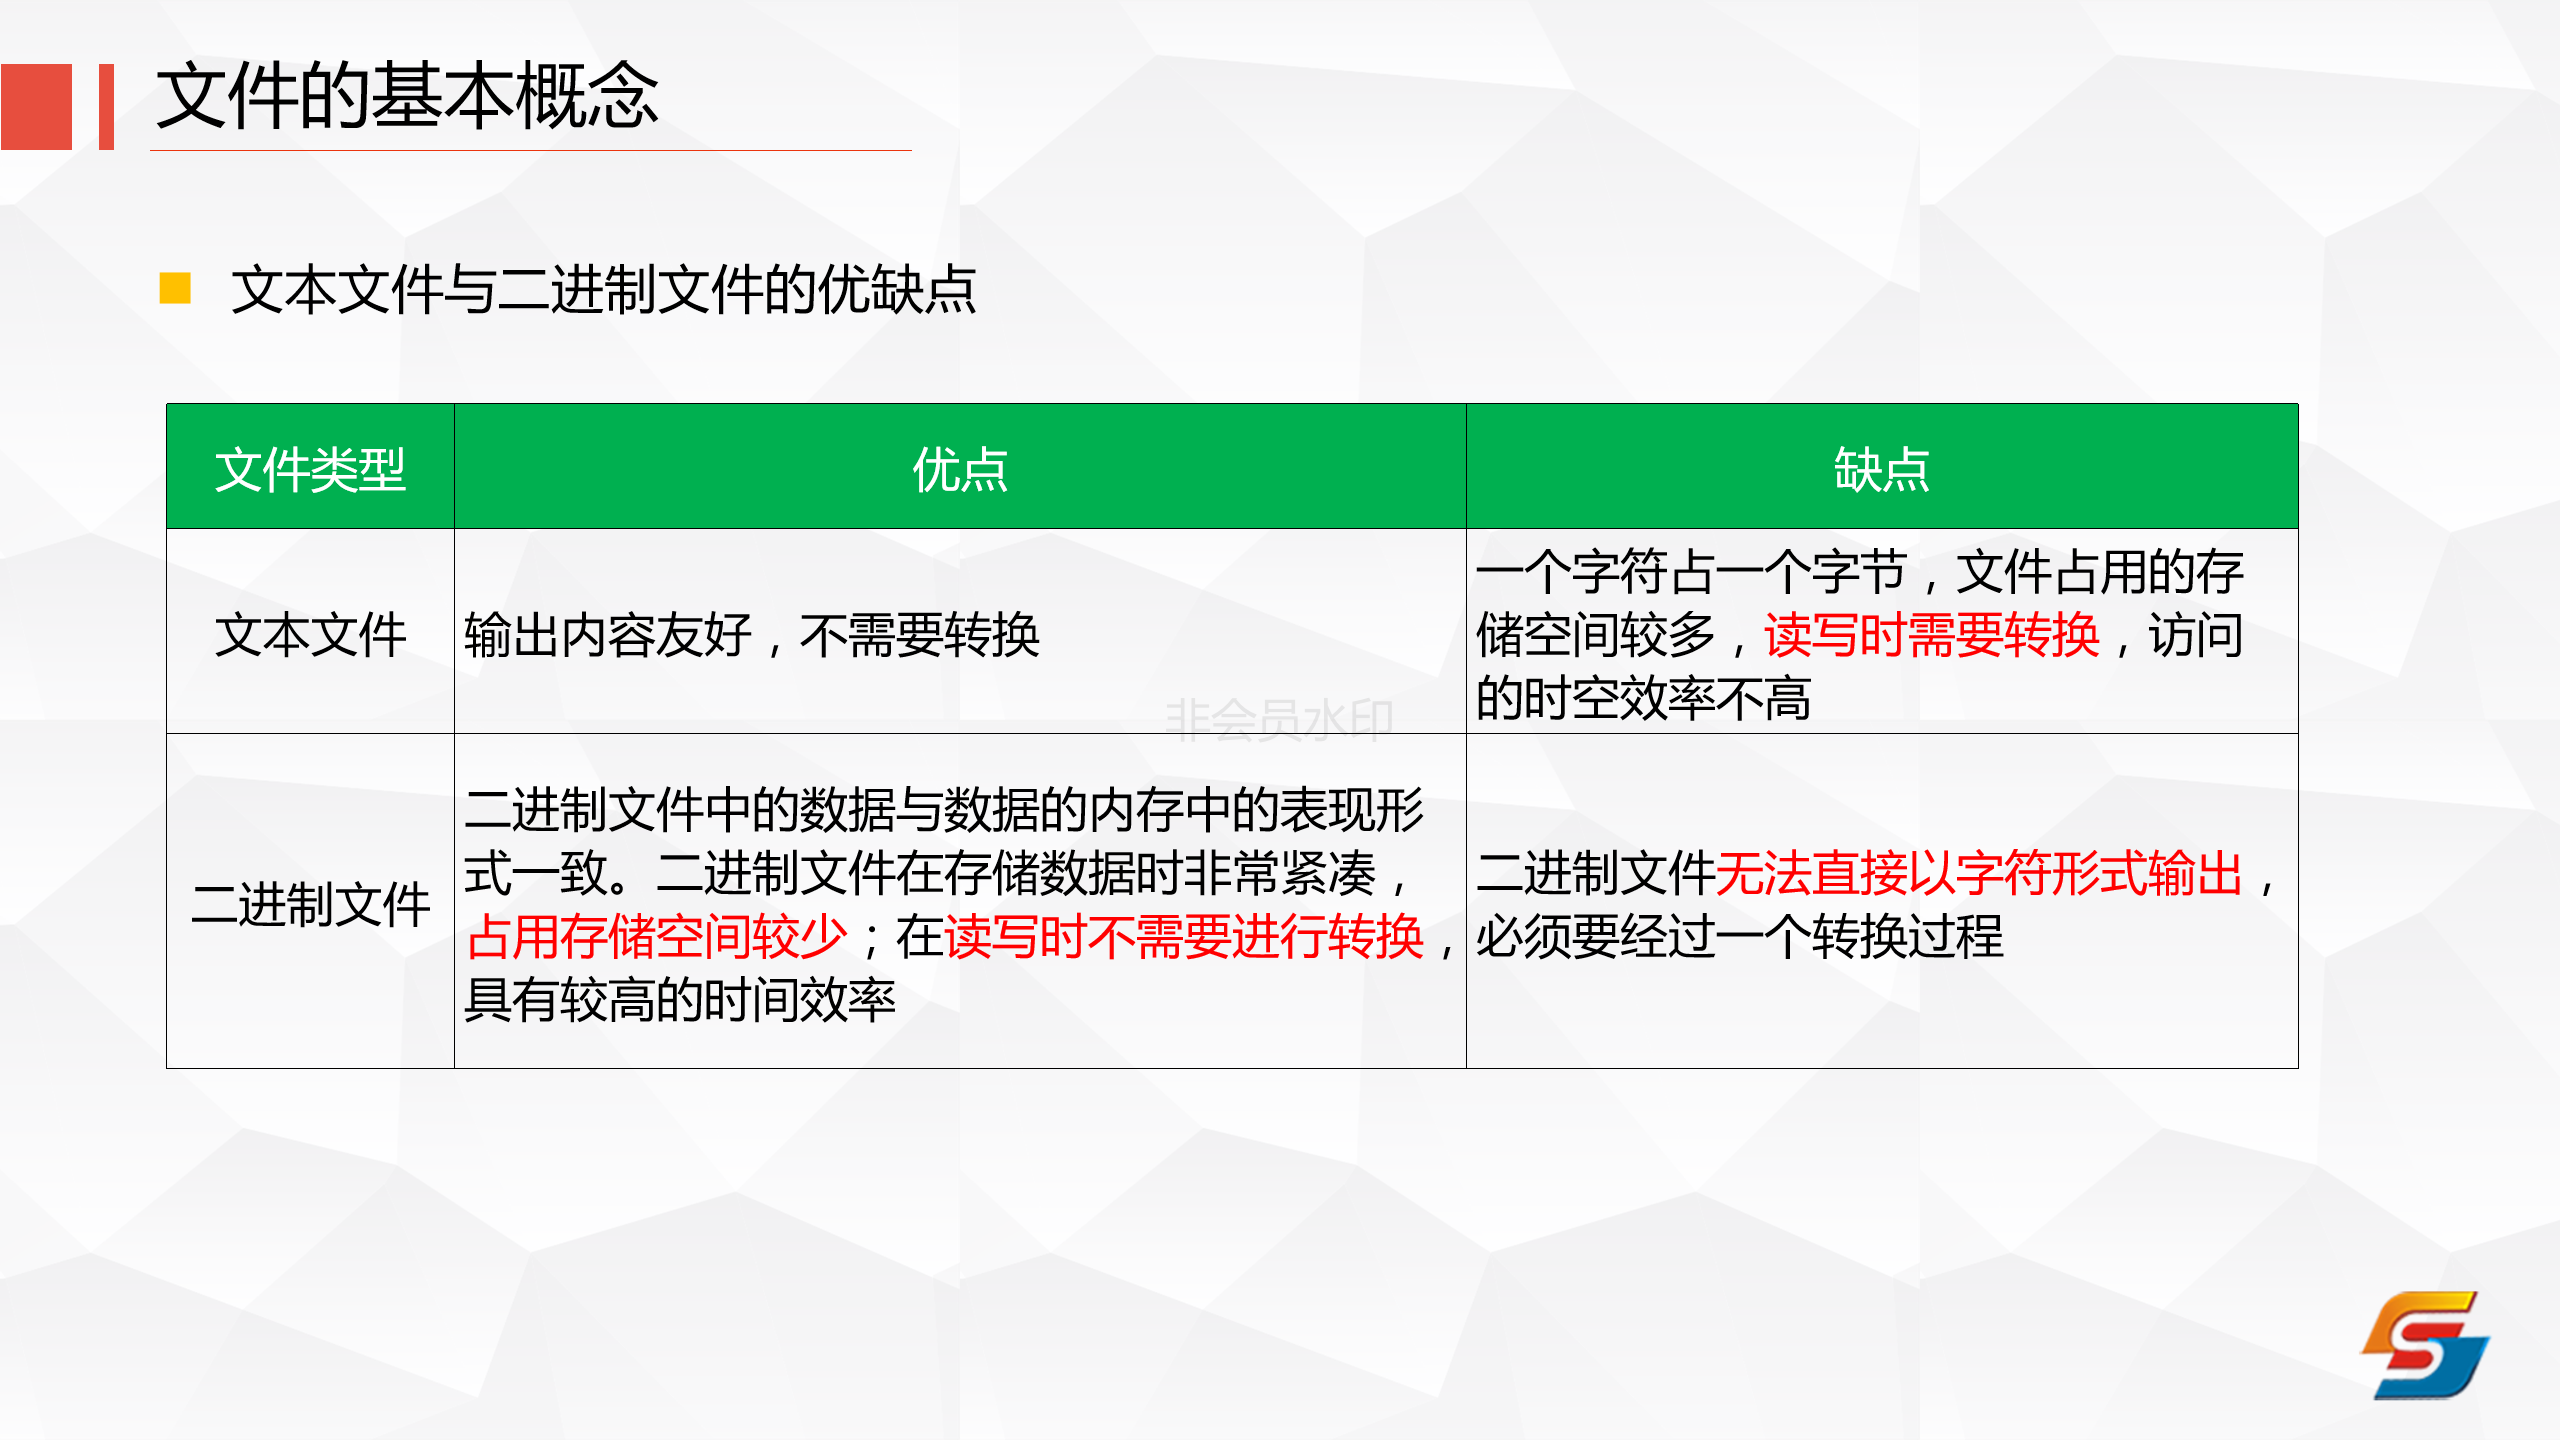 文件的基本概念
文本文件与二进制文件的优缺点
文件类型
优点
缺点
文本文件
输出内容友好，不需要转换
一个字符占一个字节，文件占用的存
储空间较多，读写时需要转换，访问
的时空效率不高
二进制文件
二进制文件中的数据与数据的内存中的表现形
式一致。二进制文件在存储数据时非常紧凑，
占用存储空间较少；在读写时不需要进行转换，
具有较高的时间效率
二进制文件无法直接以字符形式输出，
必须要经过一个转换过程
非会员水印